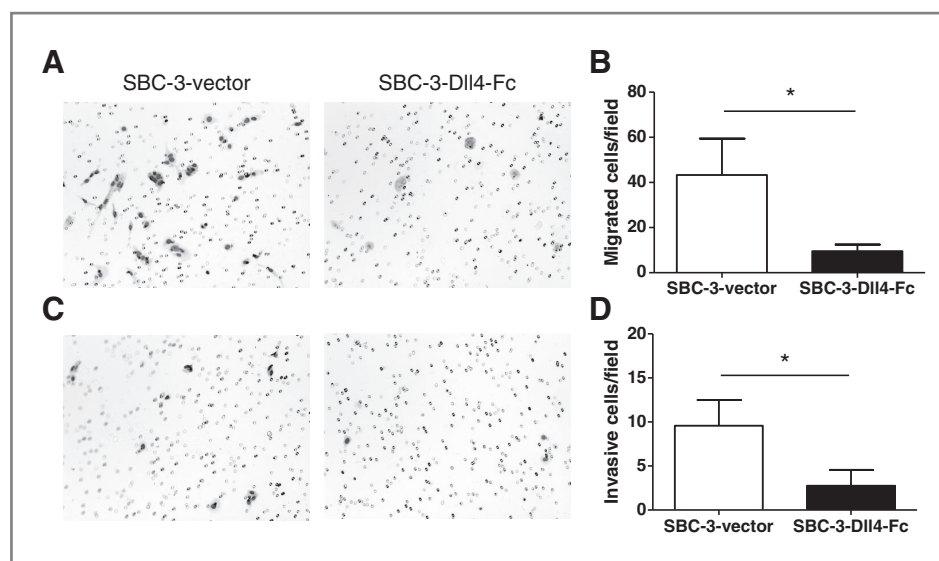 A
SBC-3-vector
SBC-3-Dll4-Fc
B
Migrated cells/field
80
60
40
20
0
*
SBC-3-vector
SBC-3-Dll4-Fc
C
D
Invasive cells/field
20
15
10
5
0
*
SBC-3-vector
SBC-3-Dll4-Fc